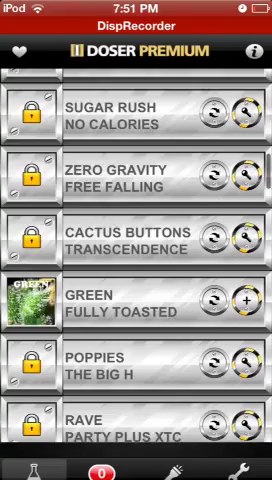 iPod 7:51 PM
DispRecorder
DOSER PREMIUM
SUGAR RUSH
NO CALORIES
ZERO GRAVITY
FREE FALLING
CACTUS BUTTONS
TRANSCENDENCE
GREEN
GREEN
FULLY TOASTED
POPPIES
THE BIG H
RAVE
PARTY PLUS XTC
0